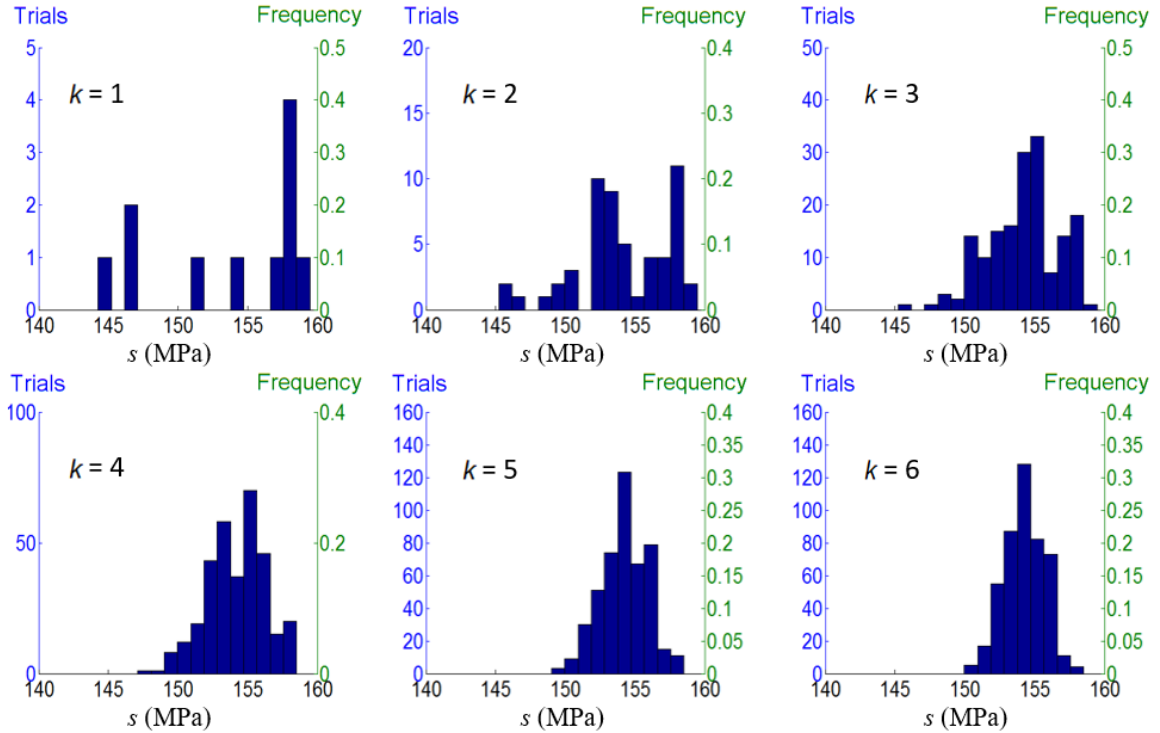 Trials Frequency
5 0.5
4 0.4
k = 1
3 0.3
2 0.2
1 0.1
0 0
140 145 150 155 160
s (MPa)
Trials Frequency
20 0.4
15 0.3
k = 2
10 0.2
5 0.1
0 0
140 145 150 155 160
s (MPa)
Trials Frequency
50 0.5
40 0.4
k = 3
30 0.3
20 0.2
10 0.1
0 0
140 145 150 155 160
s (MPa)
Trials Frequency
100 0.4
k = 4
50 0.2
0 0
140 145 150 155 160
s (MPa)
Trials Frequency
160 0.4
140 0.35
k = 5
120 0.3
100 0.25
80 0.2
60 0.15
40 0.1
20 0.05
0 0
140 145 150 155 160
s (MPa)
Trials Frequency
160 0.4
140 0.35
k = 6
120 0.3
100 0.25
80 0.2
60 0.15
40 0.1
20 0.05
0 0
140 145 150 155 160
s (MPa)